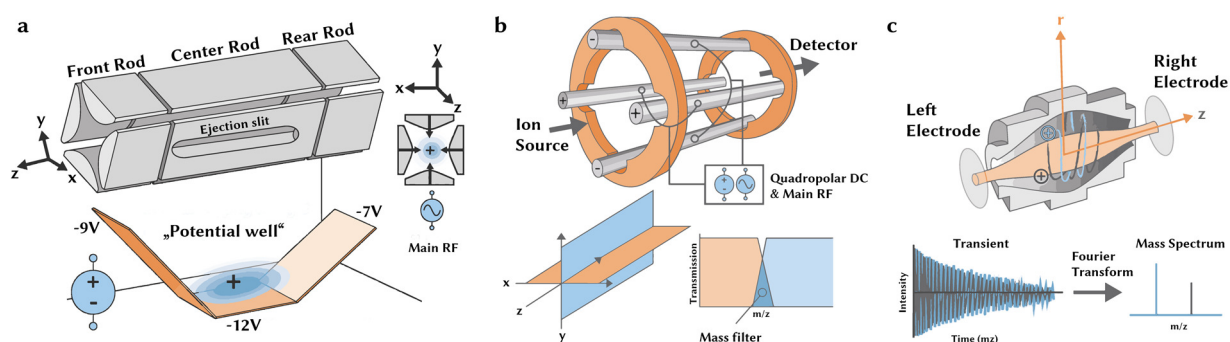 a
Front Rod
Center Rod
Rear Rod
Ejection slit
y
z
x
y
x
z
+
Main RF
-9V
„Potential well“
-7V
+
-12V
+
-
b
-
+
+
-
Ion
Source
Detector
+
-
Quadropolar DC
& Main RF
x
z
y
Transmission
m/z
Mass filter
c
r
Right
Electrode
Left
Electrode
z
+
+
Transient
Intensity
Time (mz)
Fourier
Transform
Mass Spectrum
m/z